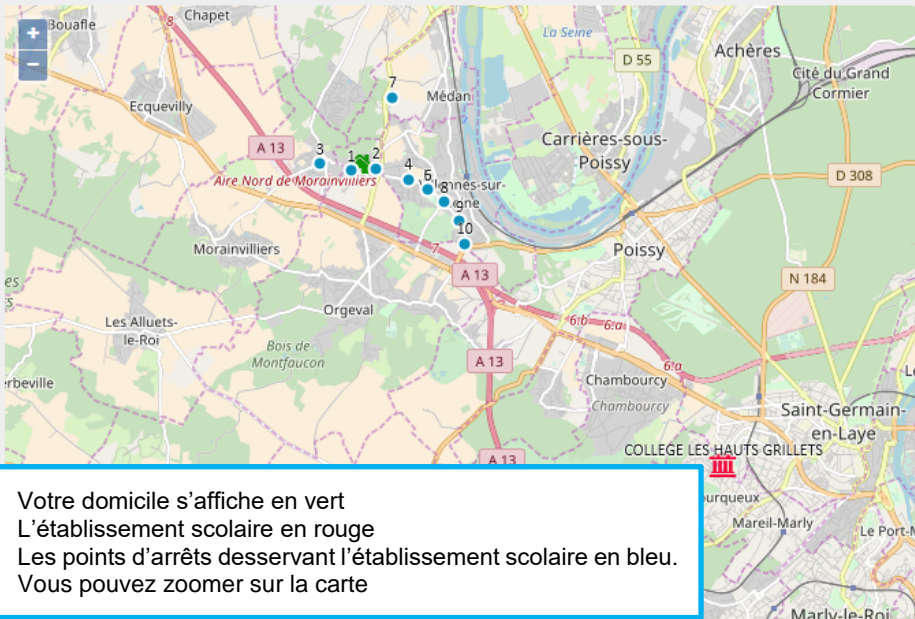 Bouafle
Chapet
La Seine
Achères
D 55
Cité du Grand
Cormier
8
7
Médan
Ecquevilly
Carrières-sous-
Poissy
A 13
3
1
2
4
D 308
Aire Nord de Morainvilliers
6
8
nnes-sur-
gne
9
10
Morainvilliers
7
Poissy
A 13
N 184
Orgeval
Les Alluets-
le-Roi
6.b
6.a
Bois de
Montfaucon
A 13
6.a
erbeville
Chambourcy
Chambourcy
Saint-Germain-
en-Laye
COLLEGE LES HAUTS GRILLETS
A 13
ourqueux
Mareil-Marly
Le Port-M
Marly-le-Roi
Votre domicile s’affiche en vert
L’établissement scolaire en rouge
Les points d’arrêts desservant l’établissement scolaire en bleu.
Vous pouvez zoomer sur la carte